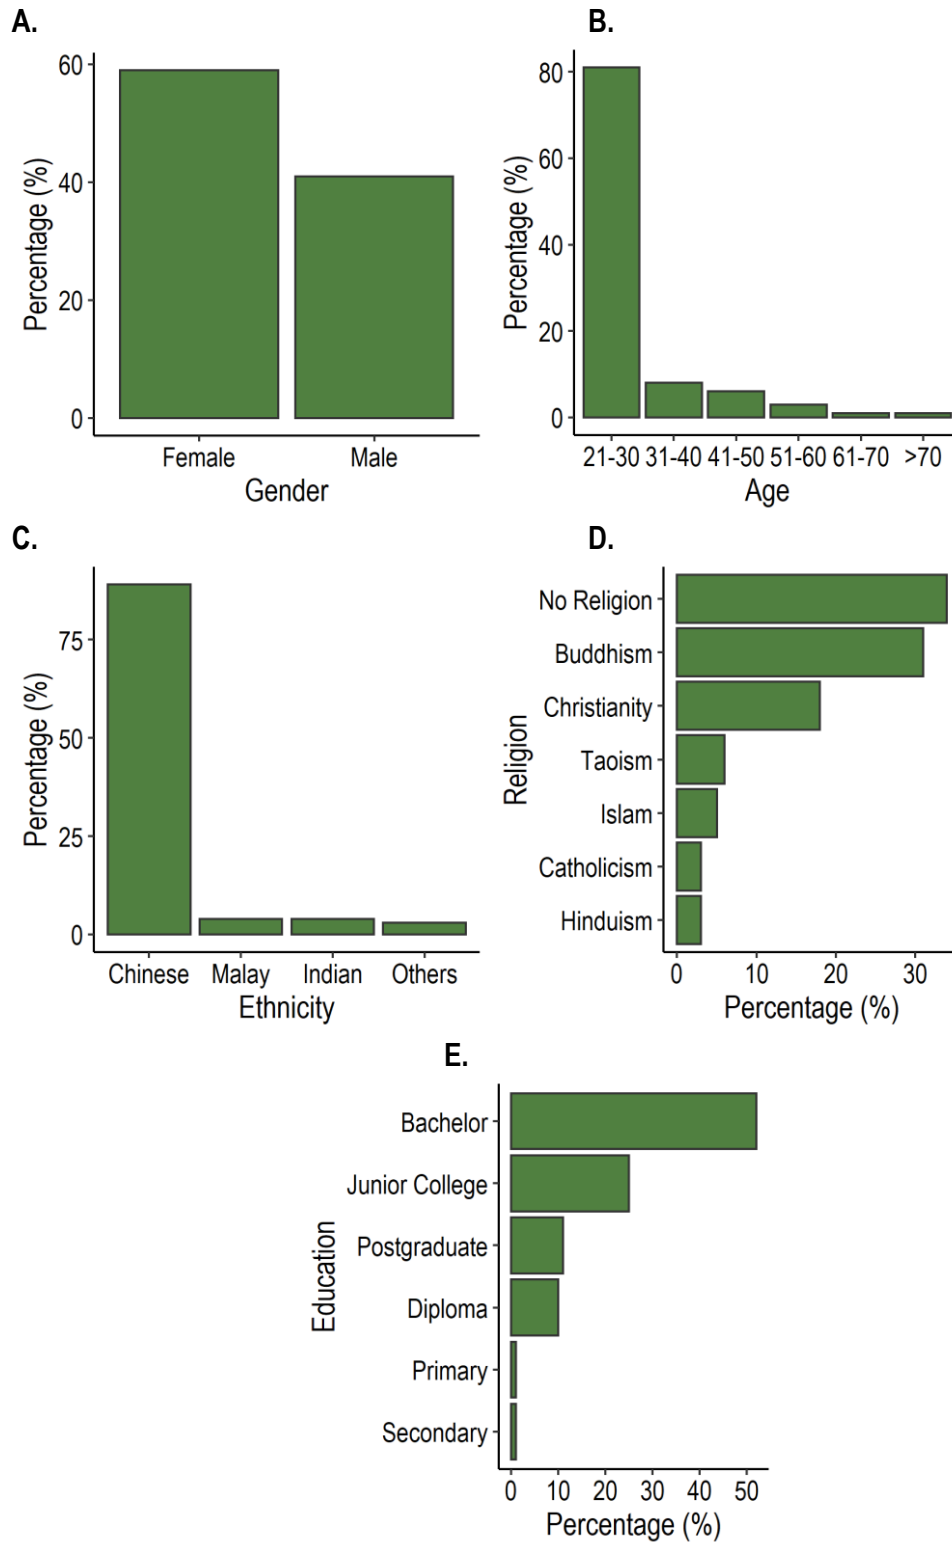 A.
60
40
20
0
Percentage (%)
Female Male
Gender
B.
80
60
40
20
0
Percentage (%)
21-30 31-40 41-50 51-60 61-70 >70
Age
C.
75
50
25
0
Percentage (%)
Chinese Malay Indian Others
Ethnicity
D.
Religion
No Religion
Buddhism
Christianity
Taoism
Islam
Catholicism
Hinduism
0 10 20 30
Percentage (%)
E.
Education
Bachelor
Junior College
Postgraduate
Diploma
Primary
Secondary
0 10 20 30 40 50
Percentage (%)